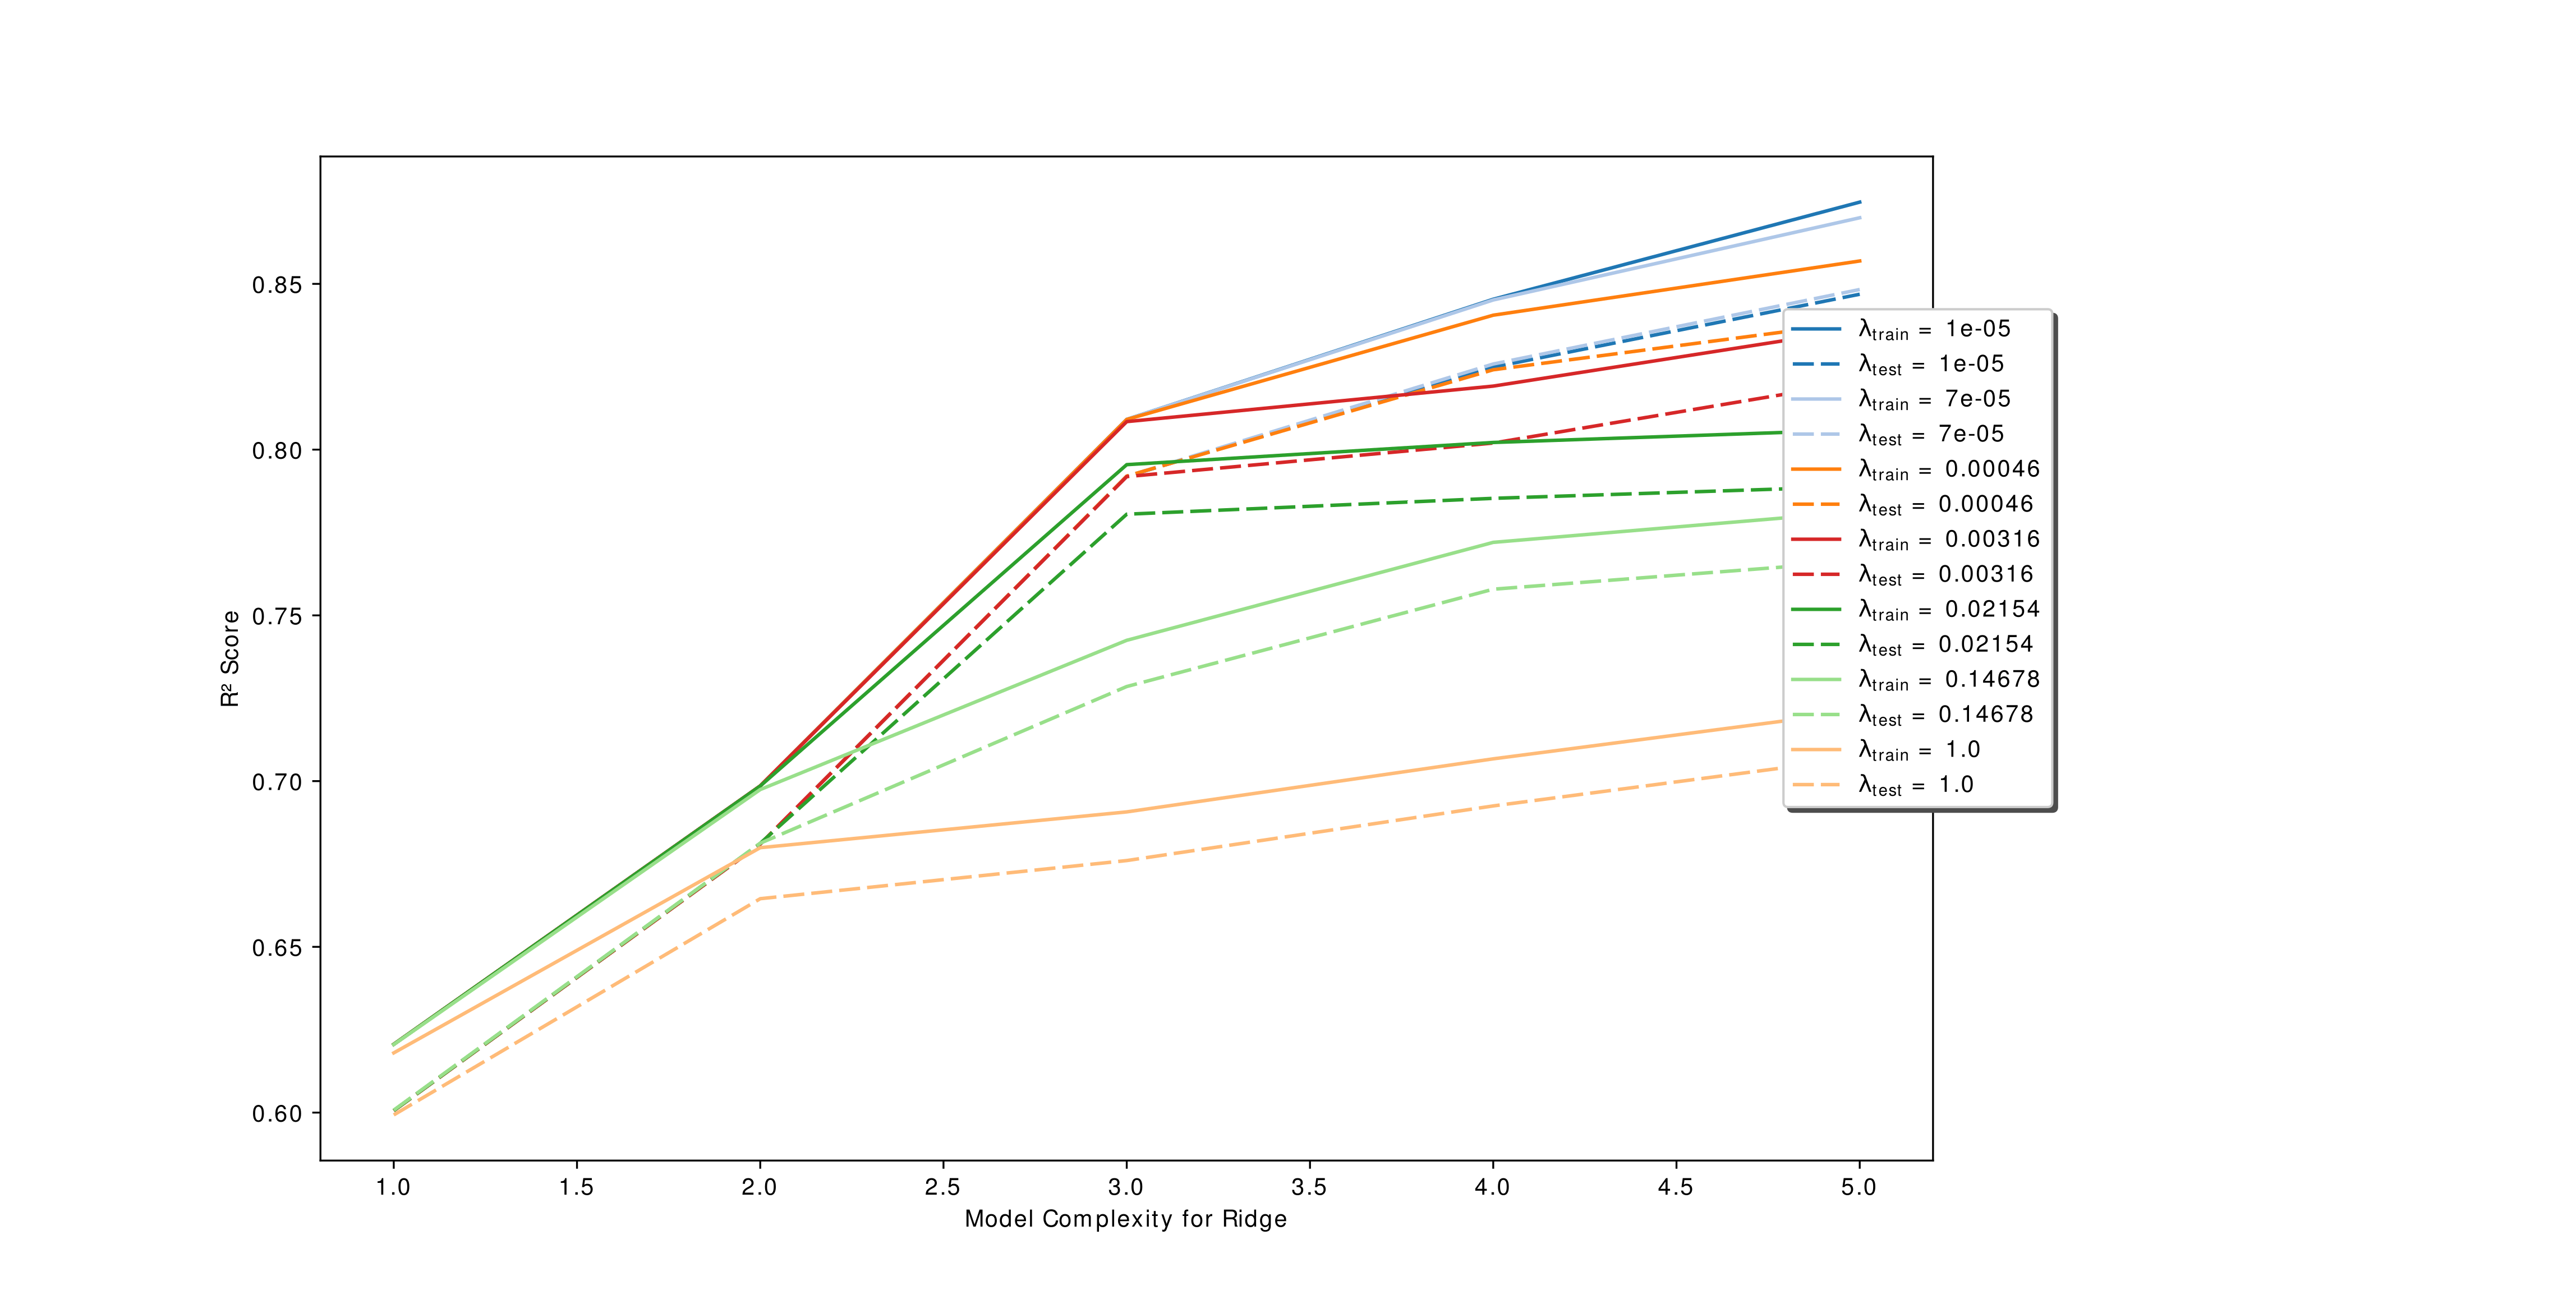 0.85
0.80
0.75
0.70
0.65
0.60
R² Score
1.0 1.5 2.0 2.5 3.0 3.5 4.0 4.5 5.0
Model Complexity for Ridge
λtrain = 1e-05
λtest = 1e-05
λtrain = 7e-05
λtest = 7e-05
λtrain = 0.00046
λtest = 0.00046
λtrain = 0.00316
λtest = 0.00316
λtrain = 0.02154
λtest = 0.02154
λtrain = 0.14678
λtest = 0.14678
λtrain = 1.0
λtest = 1.0